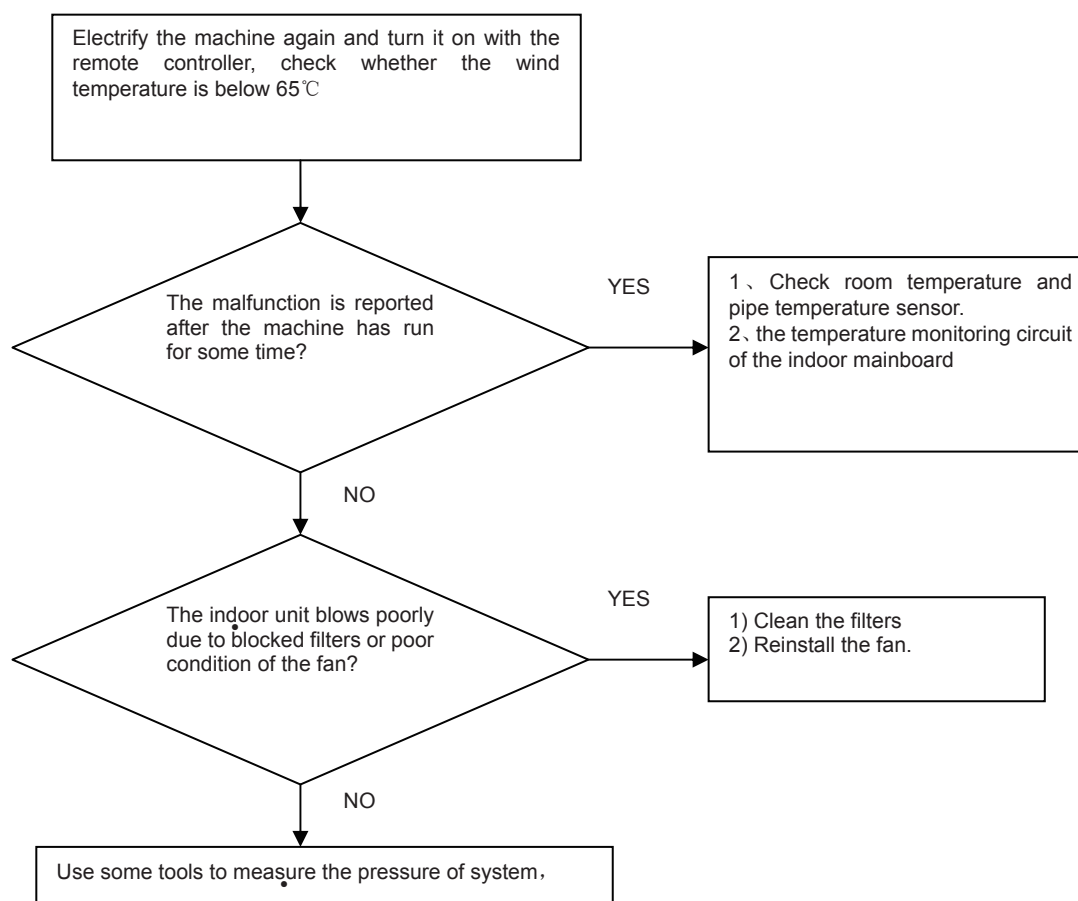 Electrify the machine again and turn it on with the
remote controller, check whether the wind
temperature is below 65℃
The malfunction is reported
after the machine has run
for some time?
YES
1、Check room temperature and
pipe temperature sensor.
2、the temperature monitoring circuit
of the indoor mainboard
NO
The indoor unit blows poorly
due to blocked filters or poor
condition of the fan?
YES
1) Clean the filters
2) Reinstall the fan.
NO
Use some tools to measure the pressure of system，